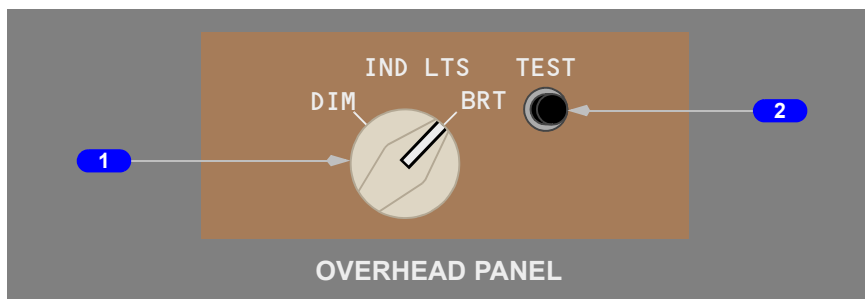 IND LTS TEST
DIM BRT
1
2
OVERHEAD PANEL